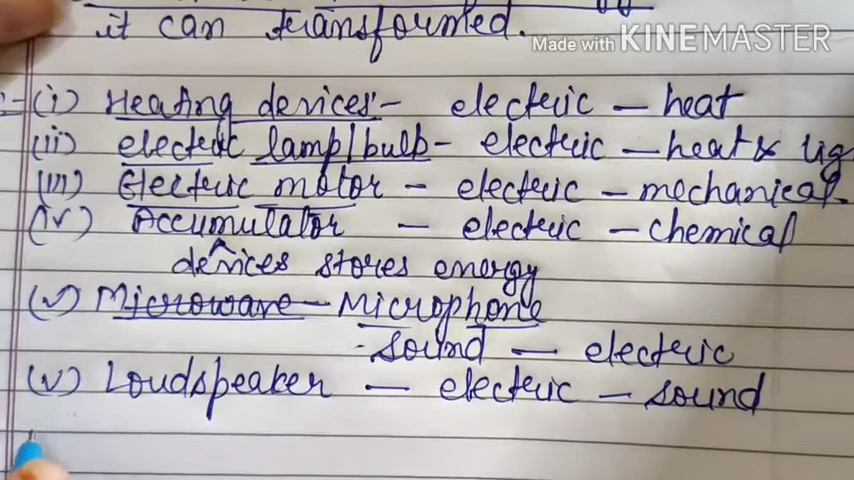 it can transformed.
Made with KINEMASTER
:- (i) Heating devices:- electric — heat
(ii) electric lamp/bulb - electric — heat & lig
(iii) Electric motor - electric - mechanical.
(iv) Accumulator — electric - chemical
devices stores energy
(v) Microware - Microphone
- sound — electric
(v) Loudspeaker — electric - sound